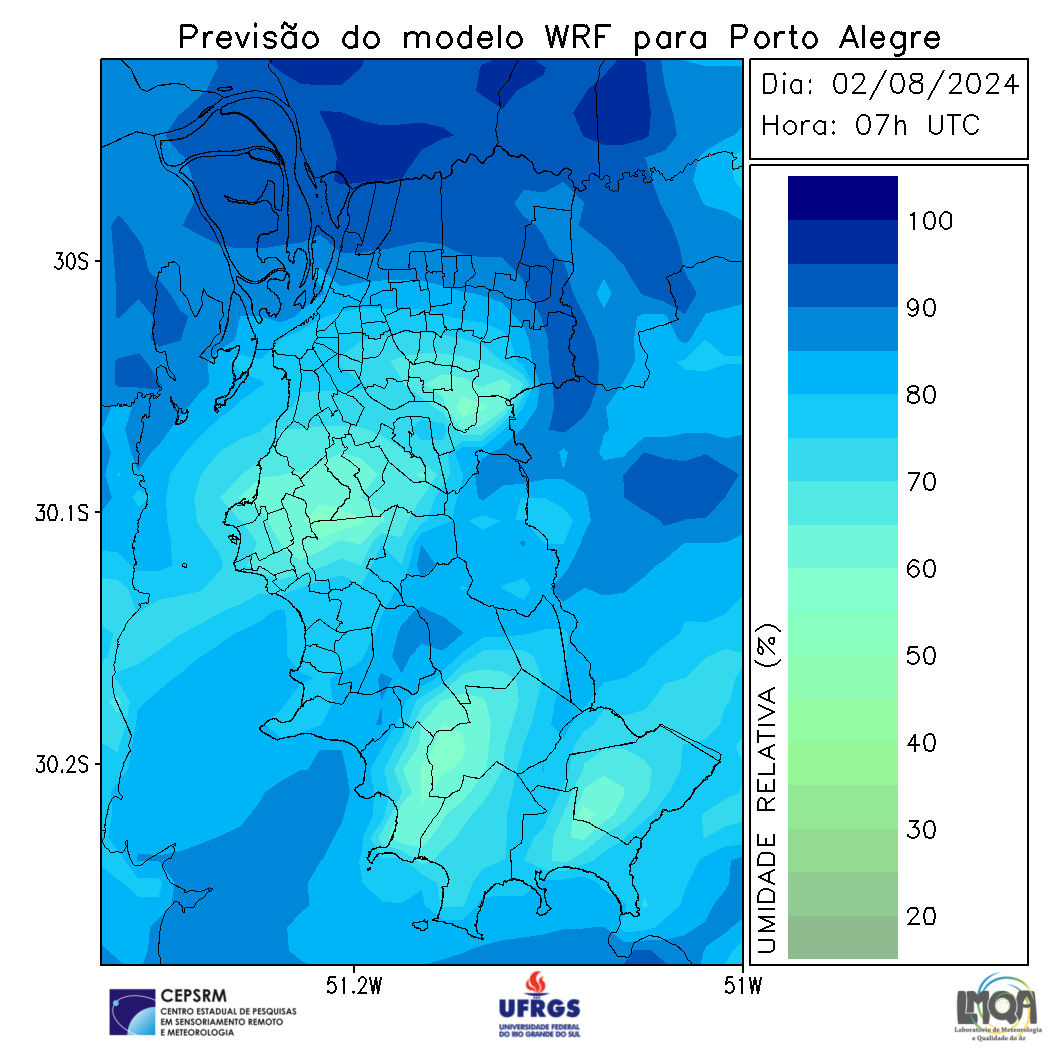 Previsão do modelo WRF para Porto Alegre
Dia: 02/08/2024
Hora: 07h UTC
30S
30.1S
30.2S
51.2W
51W
100
90
80
70
60
50
40
30
20
UMIDADE RELATIVA (%)
CEPSRM
CENTRO ESTADUAL DE PESQUISAS
EM SENSORIAMENTO REMOTO
E METEOROLOGIA
UFRGS
UNIVERSIDADE FEDERAL
DO RIO GRANDE DO SUL
LMQA
Laboratório de Meteorologia
e Qualidade do Ar